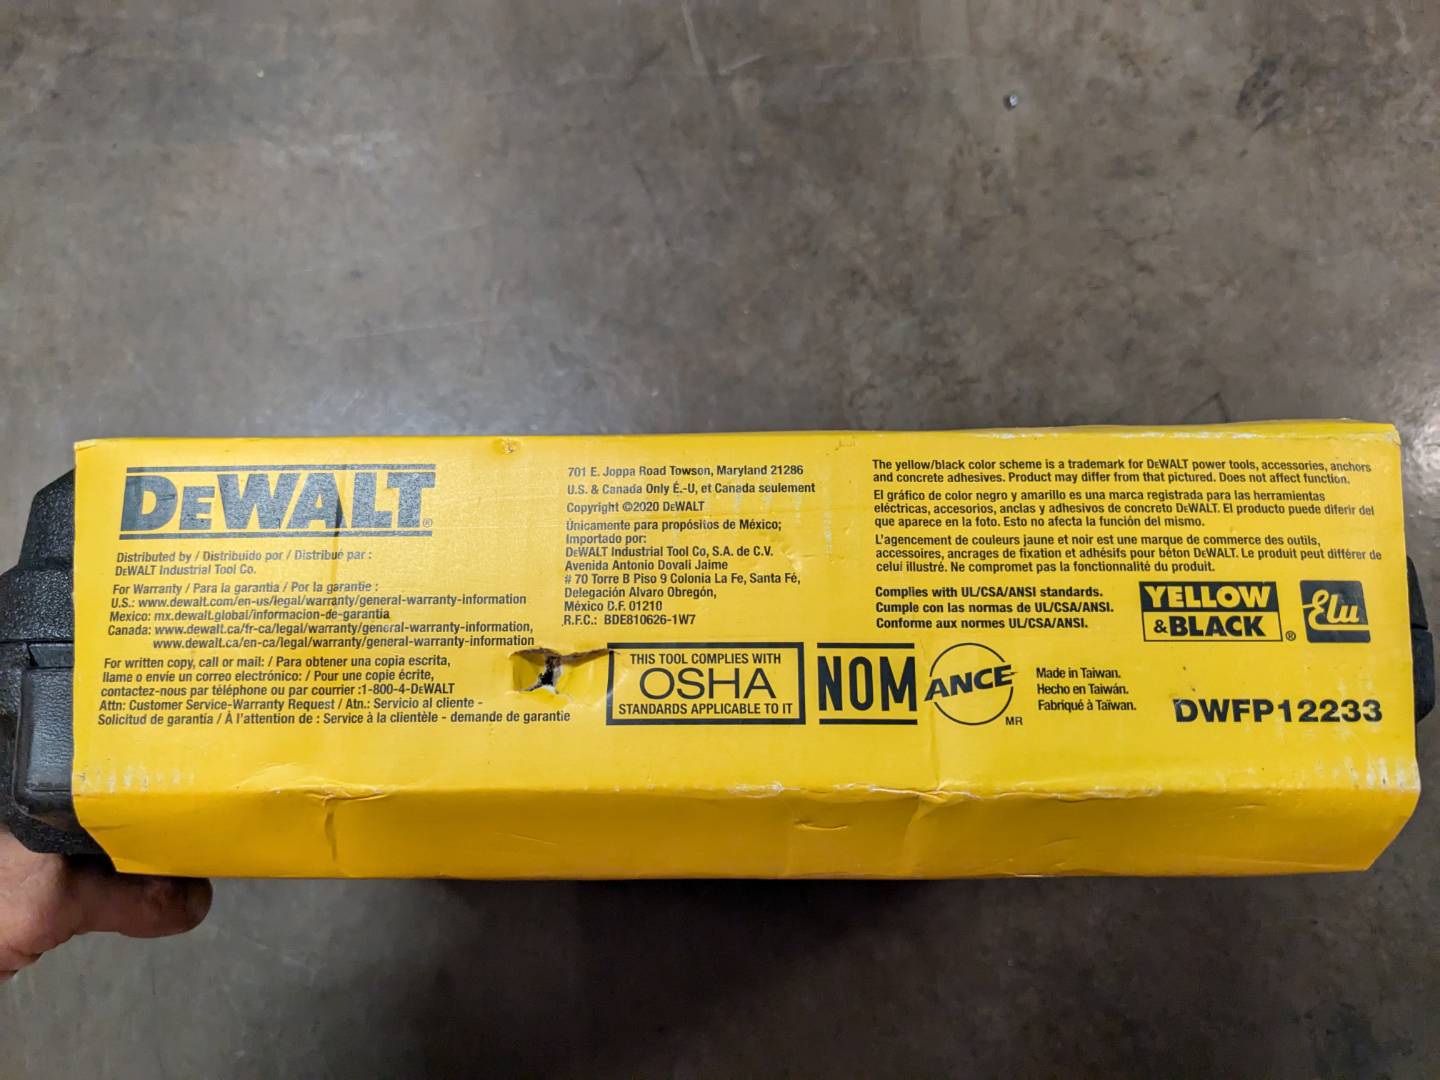 DEWALT®
Distributed by / Distribuido por / Distribué par :
DEWALT Industrial Tool Co.
For Warranty / Para la garantia / Por la garantie :
U.S.: www.dewalt.com/en-us/legal/warranty/general-warranty-information
Mexico: mx.dewalt.global/informacion-de-garantia
Canada: www.dewalt.ca/fr-ca/legal/warranty/general-warranty-information,
www.dewalt.ca/en-ca/legal/warranty/general-warranty-information
For written copy, call or mail: / Para obtener una copia escrita,
llame o envíe un correo electrónico: / Pour une copie écrite,
contactez-nous par téléphone ou par courrier :1-800-4-DEWALT
Attn: Customer Service-Warranty Request / Atn.: Servicio al cliente -
Solicitud de garantía / À l'attention de : Service à la clientèle - demande de garantie
701 E. Joppa Road Towson, Maryland 21286
U.S. & Canada Only É.-U, et Canada seulement
Copyright ©2020 DEWALT
Únicamente para propósitos de México;
Importado por:
DEWALT Industrial Tool Co, S.A. de C.V.
Avenida Antonio Dovali Jaime
# 70 Torre B Piso 9 Colonia La Fe, Santa Fé,
Delegación Alvaro Obregón,
México D.F. 01210
R.F.C.: BDE810626-1W7
THIS TOOL COMPLIES WITH
OSHA
STANDARDS APPLICABLE TO IT
NOM
ANCE
MR
The yellow/black color scheme is a trademark for DEWALT power tools, accessories, anchors
and concrete adhesives. Product may differ from that pictured. Does not affect function.
El gráfico de color negro y amarillo es una marca registrada para las herramientas
eléctricas, accesorios, anclas y adhesivos de concreto DEWALT. El producto puede diferir del
que aparece en la foto. Esto no afecta la función del mismo.
L'agencement de couleurs jaune et noir est une marque de commerce des outils,
accessoires, ancrages de fixation et adhésifs pour béton DEWALT. Le produit peut différer de
celui illustré. Ne compromet pas la fonctionnalité du produit.
Complies with UL/CSA/ANSI standards.
Cumple con las normas de UL/CSA/ANSI.
Conforme aux normes UL/CSA/ANSI.
YELLOW
&BLACK®
Elu
Made in Taiwan.
Hecho en Taiwán.
Fabriqué à Taïwan.
DWFP12233